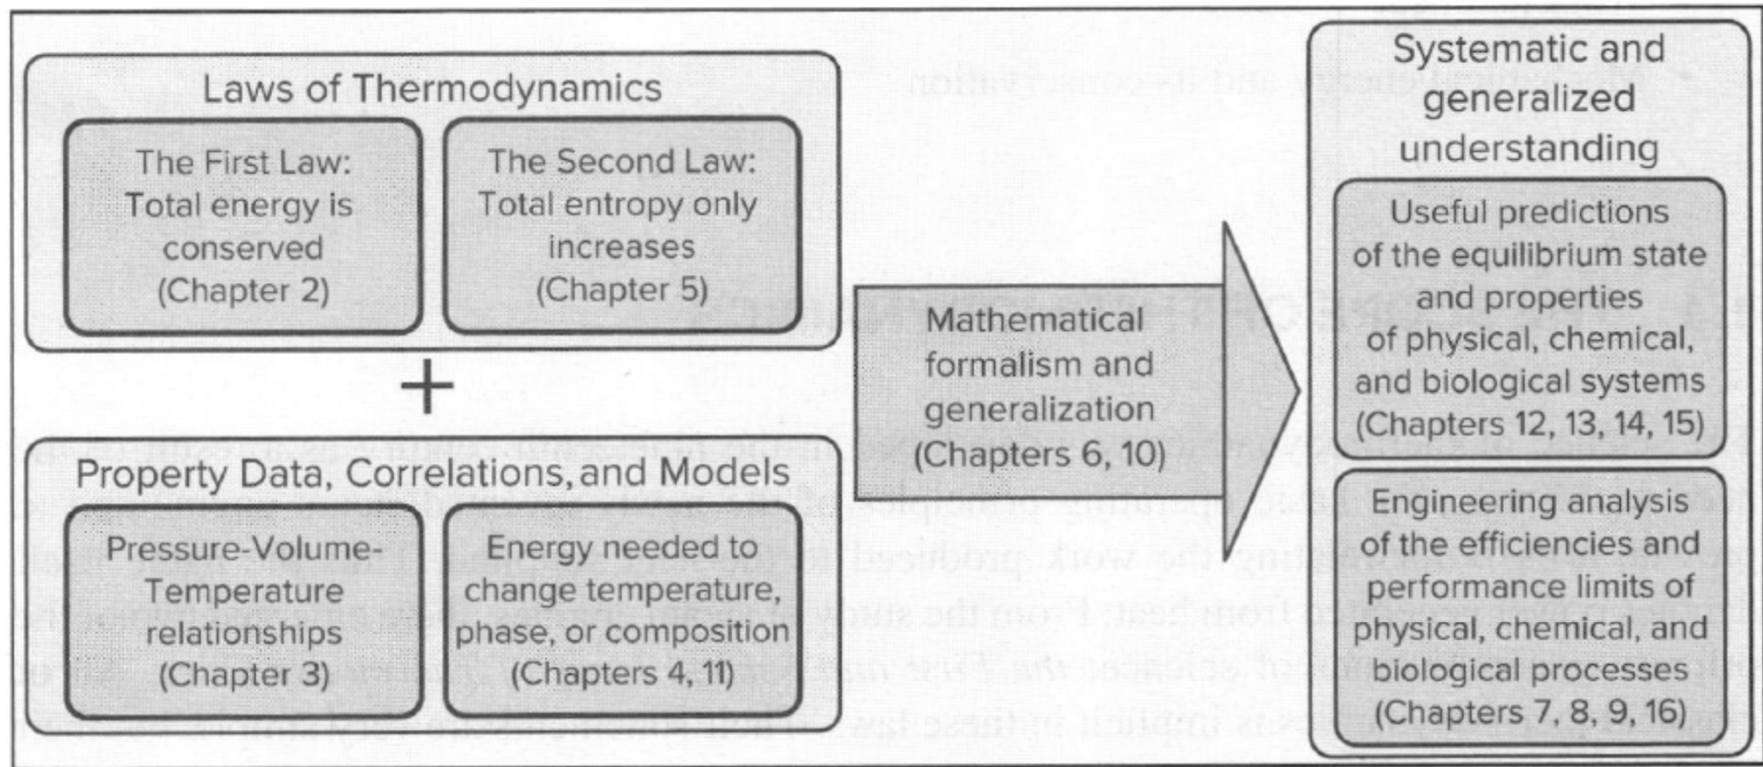 Laws of Thermodynamics
The First Law:
Total energy is
conserved
(Chapter 2)
The Second Law:
Total entropy only
increases
(Chapter 5)
+
Property Data, Correlations, and Models
Pressure-Volume-
Temperature
relationships
(Chapter 3)
Energy needed to
change temperature,
phase, or composition
(Chapters 4, 11)
Mathematical
formalism and
generalization
(Chapters 6, 10)
Systematic and
generalized
understanding
Useful predictions
of the equilibrium state
and properties
of physical, chemical,
and biological systems
(Chapters 12, 13, 14, 15)
Engineering analysis
of the efficiencies and
performance limits of
physical, chemical, and
biological processes
(Chapters 7, 8, 9, 16)